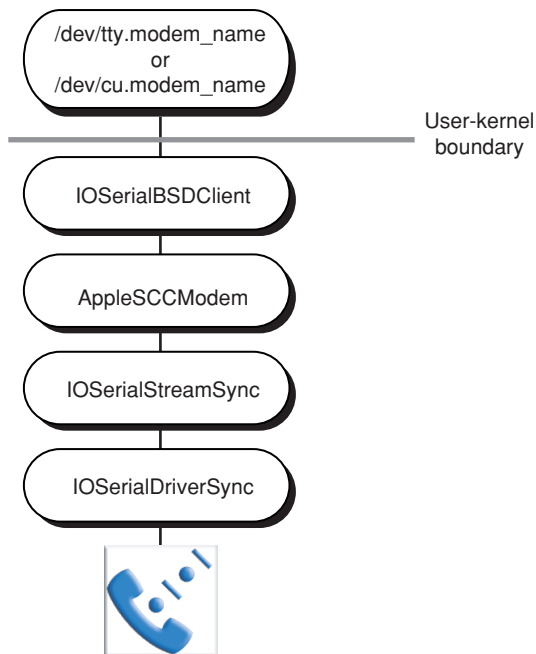 /dev/tty.modem_name
or
/dev/cu.modem_name
User-kernel
boundary
IOSerialBSDClient
AppleSCCModem
IOSerialStreamSync
IOSerialDriverSync